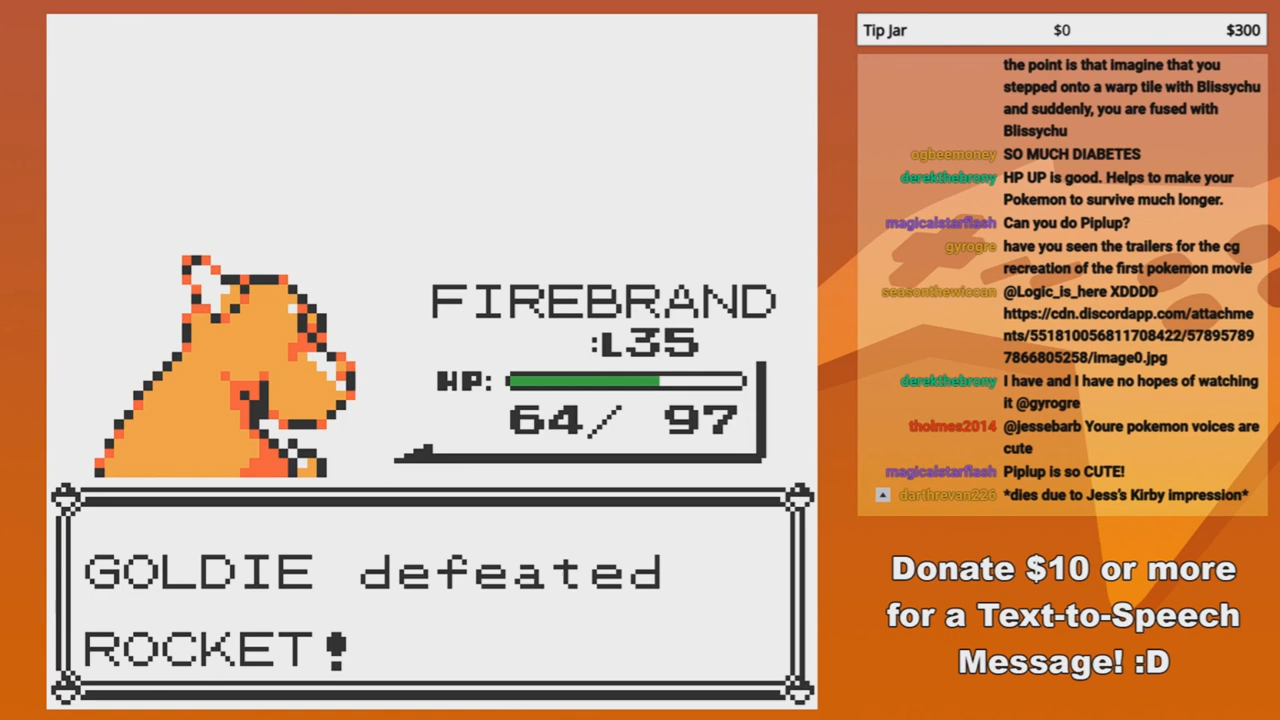 FIREBRAND
:L35
HP:
64/ 97
GOLDIE defeated
ROCKET!
Tip Jar $0 $300
the point is that imagine that you
stepped onto a warp tile with Blissychu
and suddenly, you are fused with
Blissychu
ogbeemoney SO MUCH DIABETES
derekthebrony HP UP is good. Helps to make your
Pokemon to survive much longer.
magicalstarflash Can you do Piplup?
gyrogre have you seen the trailers for the cg
recreation of the first pokemon movie
seasonthewiccan @Logic_is_here XDDDD
https://cdn.discordapp.com/attachme
nts/551810056811708422/57895789
7866805258/image0.jpg
derekthebrony I have and I have no hopes of watching
it @gyrogre
tholmes2014 @jessebarb Youre pokemon voices are
cute
magicalstarflash Piplup is so CUTE!
darthrevan226 *dies due to Jess's Kirby impression*
Donate $10 or more
for a Text-to-Speech
Message! :D